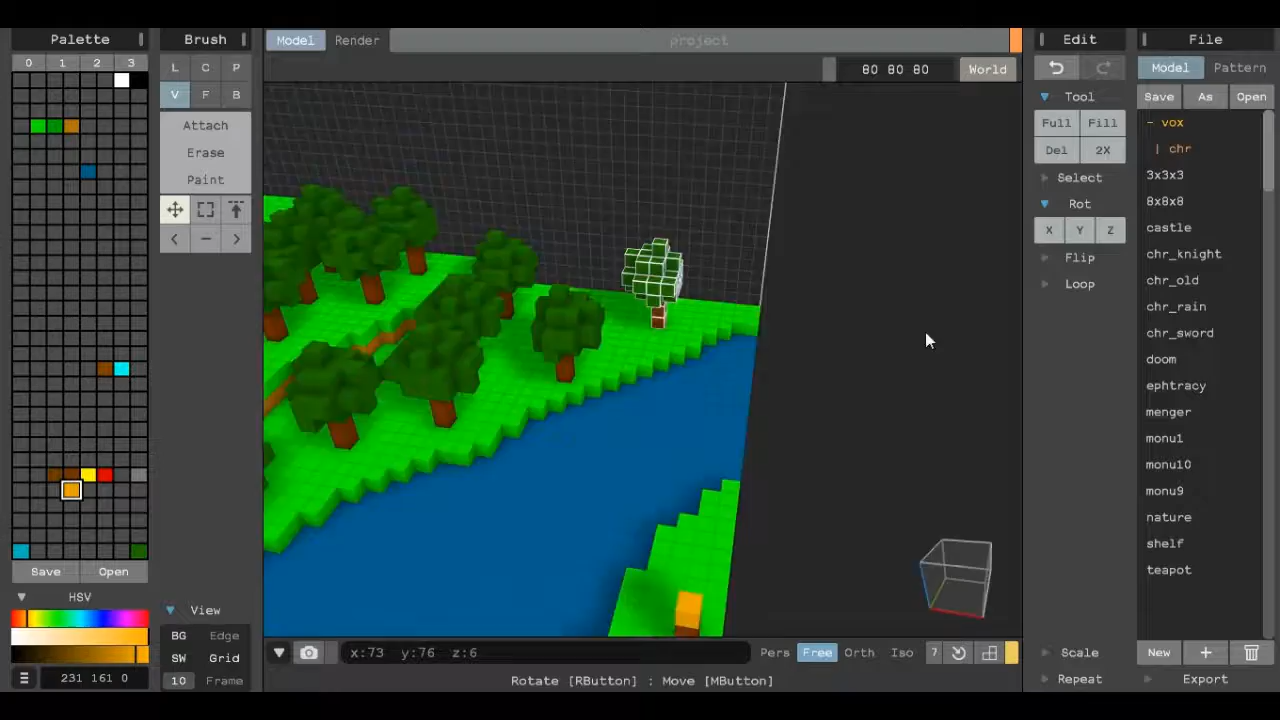 Palette
0 1 2 3
Save Open
HSV
231 161 0
Brush
L C P
V F B
Attach
Erase
Paint
< - >
View
BG Edge
SW Grid
10 Frame
Model Render project
80 80 80 World
x:73 y:76 z:6
Pers Free Orth Iso 7
Rotate [RButton] : Move [MButton]
Edit
Tool
Full Fill
Del 2X
Select
Rot
X Y Z
Flip
Loop
Scale
Repeat
File
Model Pattern
Save As Open
- vox
| chr
3x3x3
8x8x8
castle
chr_knight
chr_old
chr_rain
chr_sword
doom
ephtracy
menger
monu1
monu10
monu9
nature
shelf
teapot
New +
Export